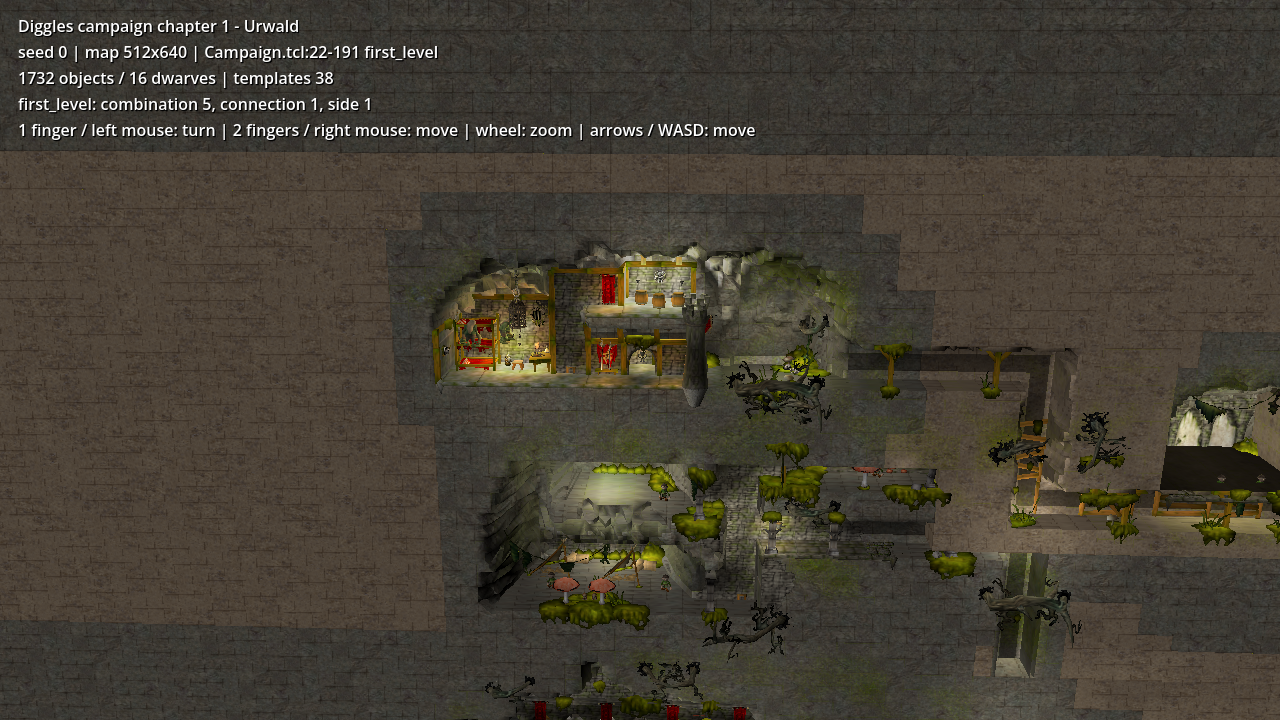 Diggles campaign chapter 1 - Urwald
seed 0 | map 512x640 | Campaign.tcl:22-191 first_level
1732 objects / 16 dwarves | templates 38
first_level: combination 5, connection 1, side 1
1 finger / left mouse: turn | 2 fingers / right mouse: move | wheel: zoom | arrows / WASD: move